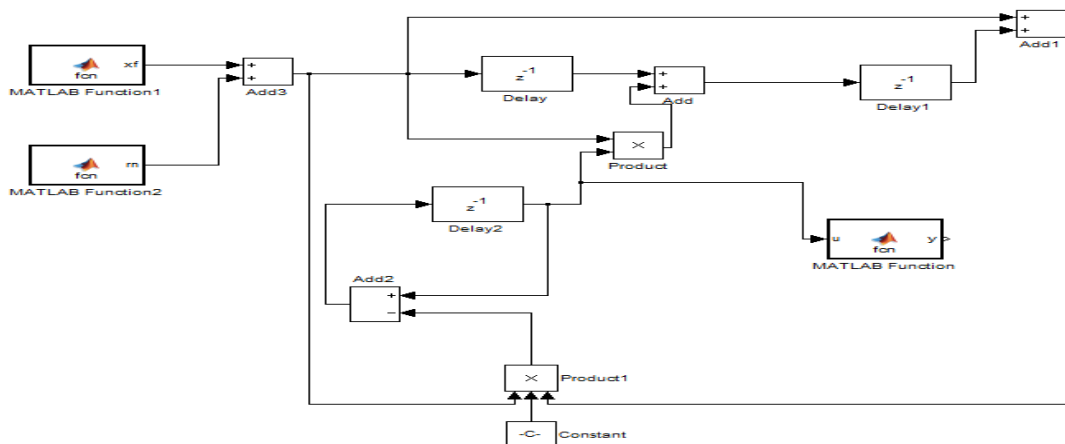 xf
fcn
MATLAB Function1
+
+
Add3
z-1
Delay
+
+
Add
z-1
Delay1
+
+
Add1
rn
fcn
MATLAB Function2
×
Product
z-1
Delay2
u
fcn
y
MATLAB Function
Add2
+
−
×
Product1
-C-
Constant